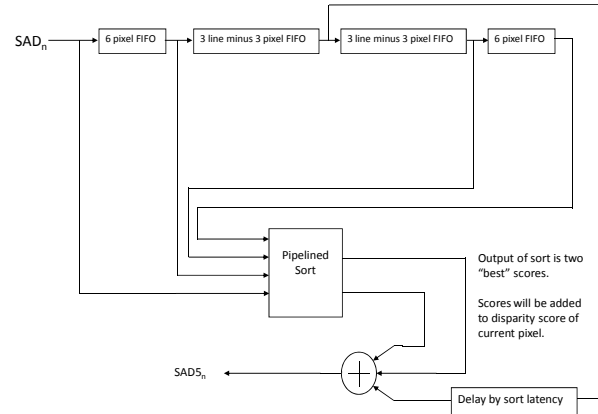 SADn
6 pixel FIFO
3 line minus 3 pixel FIFO
3 line minus 3 pixel FIFO
6 pixel FIFO
Pipelined
Sort
Output of sort is two
“best” scores.
Scores will be added
to disparity score of
current pixel.
SAD5n
Delay by sort latency